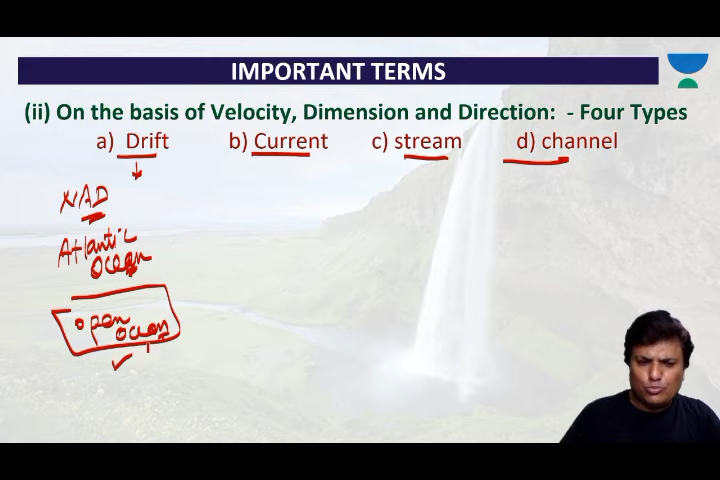 IMPORTANT TERMS
(ii) On the basis of Velocity, Dimension and Direction: - Four Types
a) Drift b) Current c) stream d) channel
NAD
Atlantic
Ocean
open
ocean